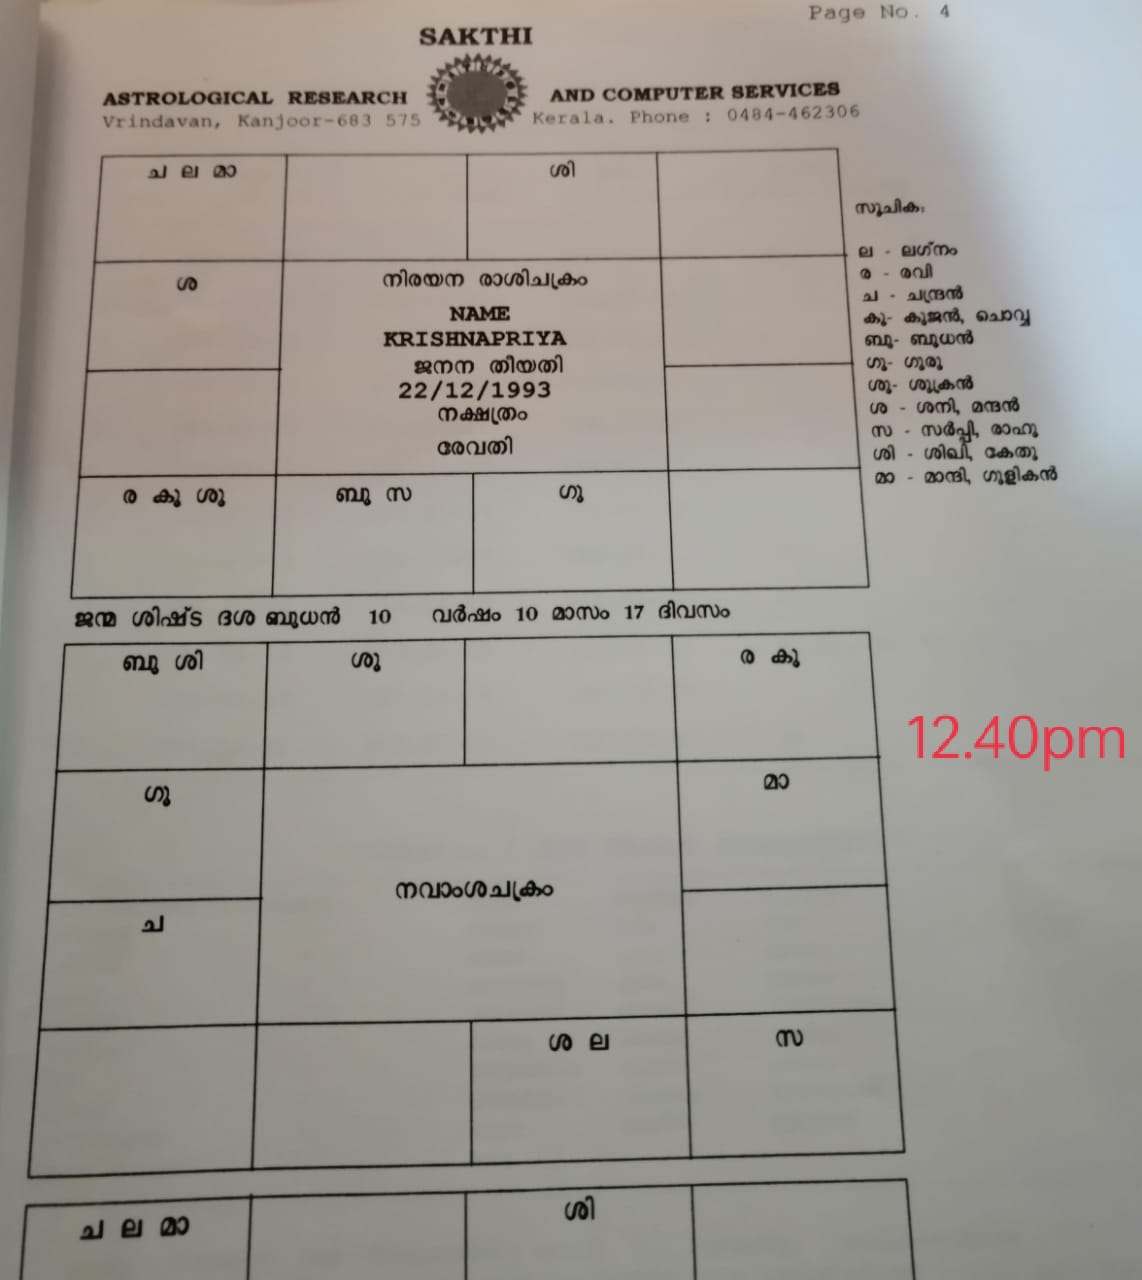 Page No. 4
SAKTHI
ASTROLOGICAL RESEARCH AND COMPUTER SERVICES
Vrindavan, Kanjoor-683 575 Kerala. Phone : 0484-462306
ച ല മാ ശി
സൂചിക:
ല - ലഗ്നം
ര - രവി
ച - ചന്ദ്രൻ
കു- കുജൻ, ചൊവ്വ
ബു- ബുധൻ
ഗു- ഗുരു
ശു- ശുക്രൻ
ശ - ശനി, മന്ദൻ
സ - സർപ്പി, രാഹു
ശി - ശിഖി, കേതു
മാ - മാന്ദി, ഗുളികൻ
ശ
നിരയന രാശിചക്രം
NAME
KRISHNAPRIYA
ജനന തീയതി
22/12/1993
നക്ഷത്രം
രേവതി
ര കു ശു ബു സ ഗു
ജന്മ ശിഷ്ട ദശ ബുധൻ 10 വർഷം 10 മാസം 17 ദിവസം
ബു ശി ശു ര കു
12.40pm
ഗു മാ
നവാംശചക്രം
ച
ശ ല സ
ച ല മാ ശി